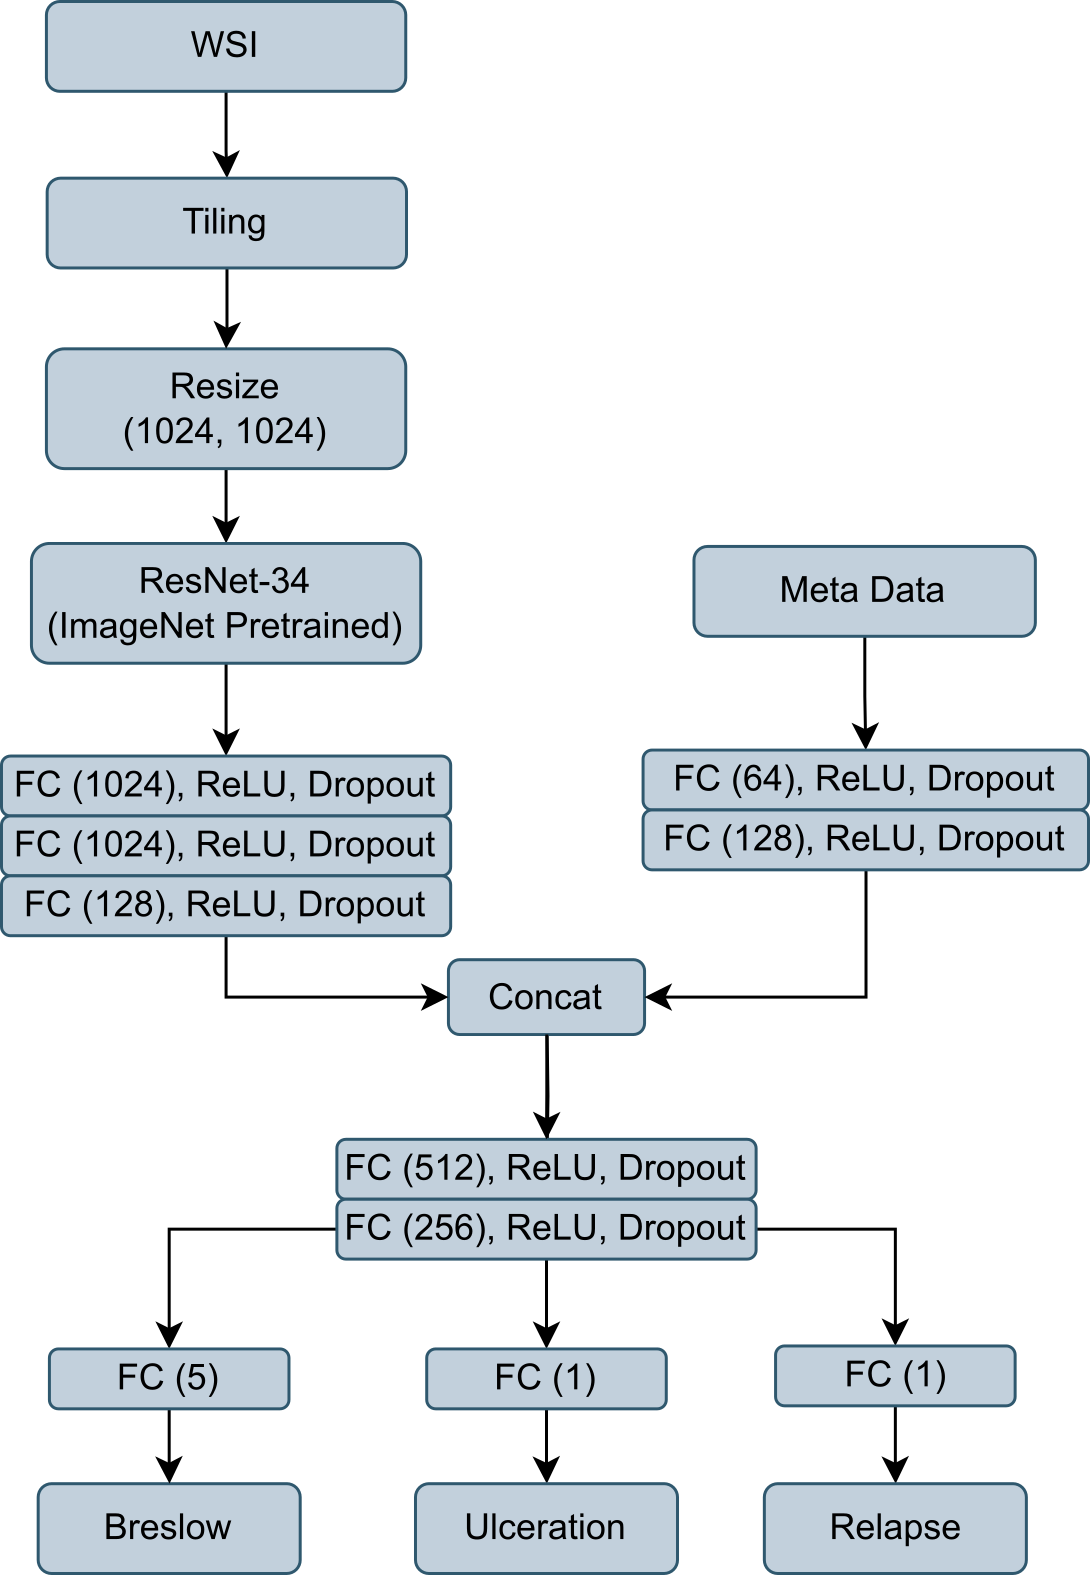 WSI
Tiling
Resize
(1024, 1024)
ResNet-34
(ImageNet Pretrained)
Meta Data
FC (1024), ReLU, Dropout
FC (1024), ReLU, Dropout
FC (128), ReLU, Dropout
FC (64), ReLU, Dropout
FC (128), ReLU, Dropout
Concat
FC (512), ReLU, Dropout
FC (256), ReLU, Dropout
FC (5)
FC (1)
FC (1)
Breslow
Ulceration
Relapse